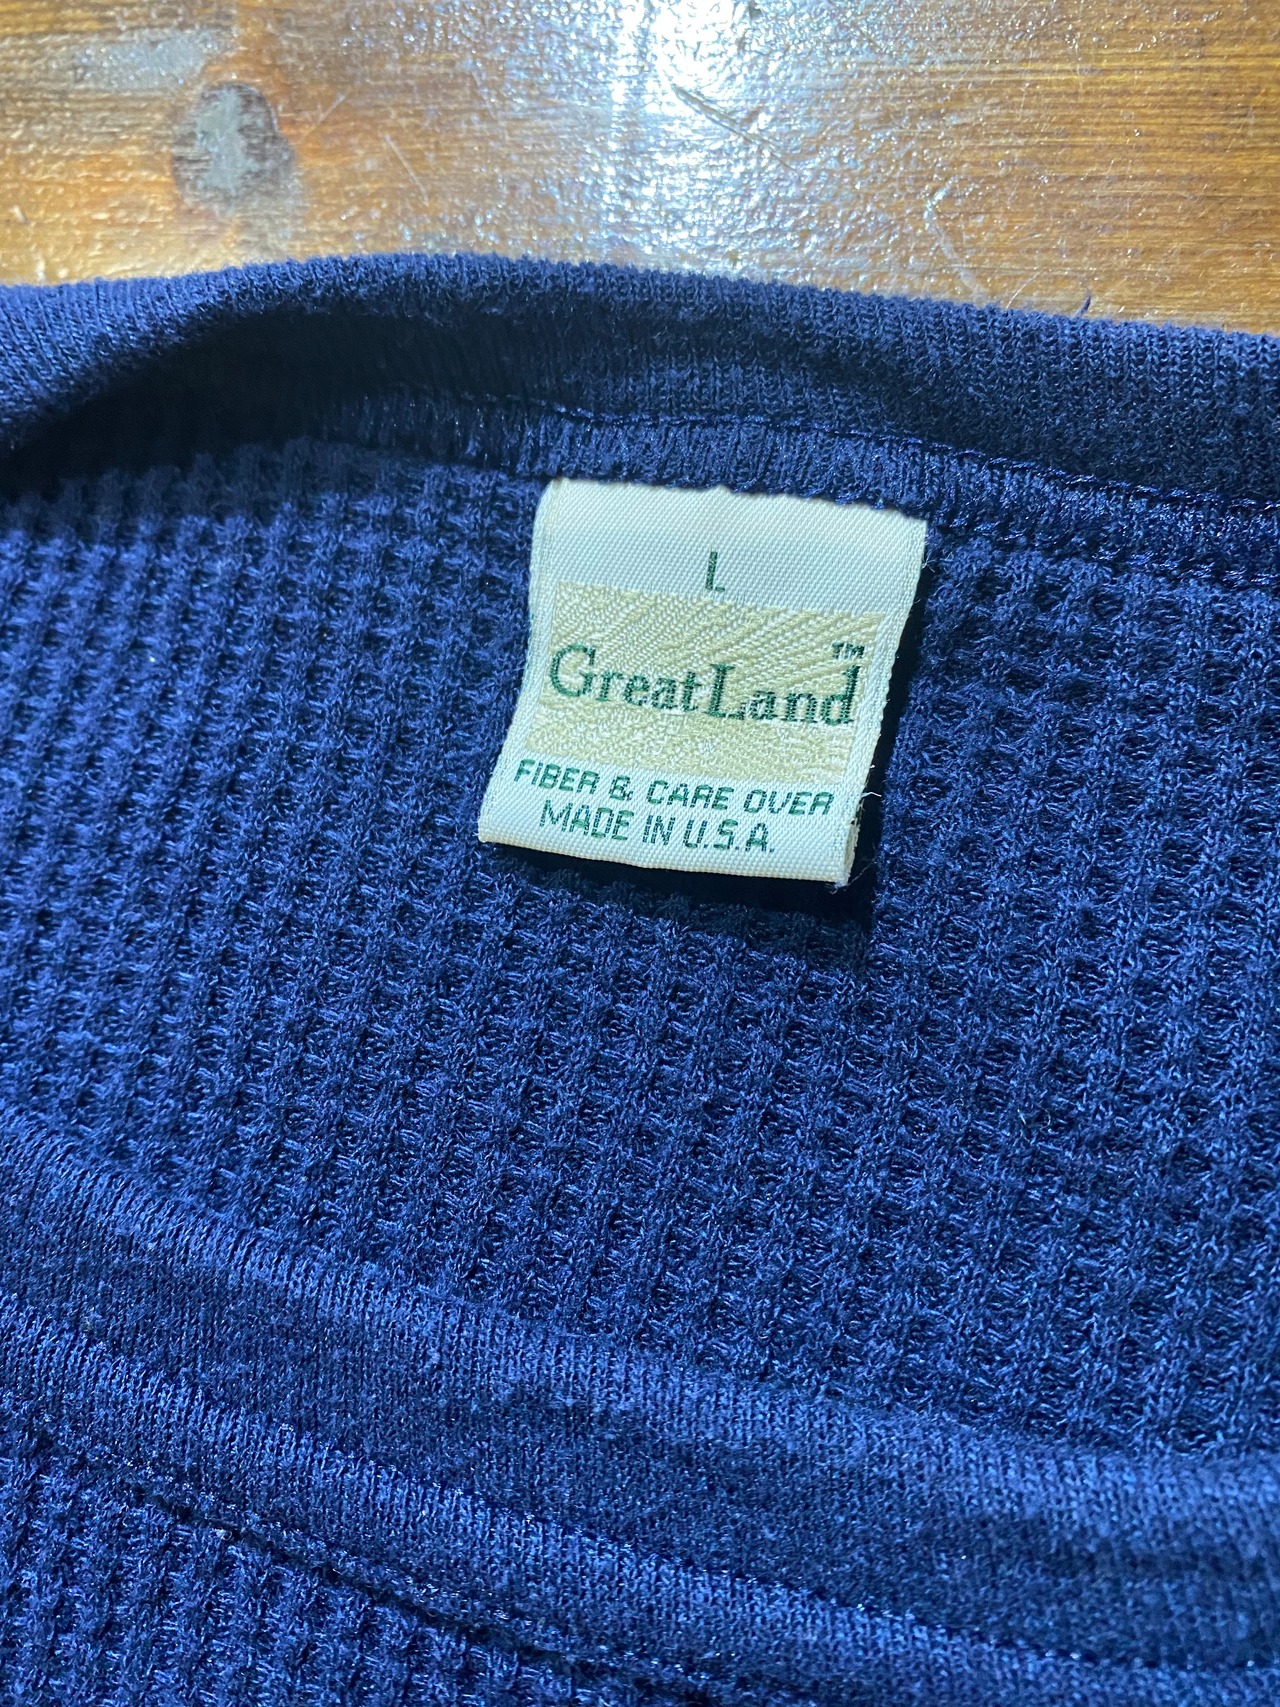 L
GreatLand™
FIBER & CARE OVER
MADE IN U.S.A.